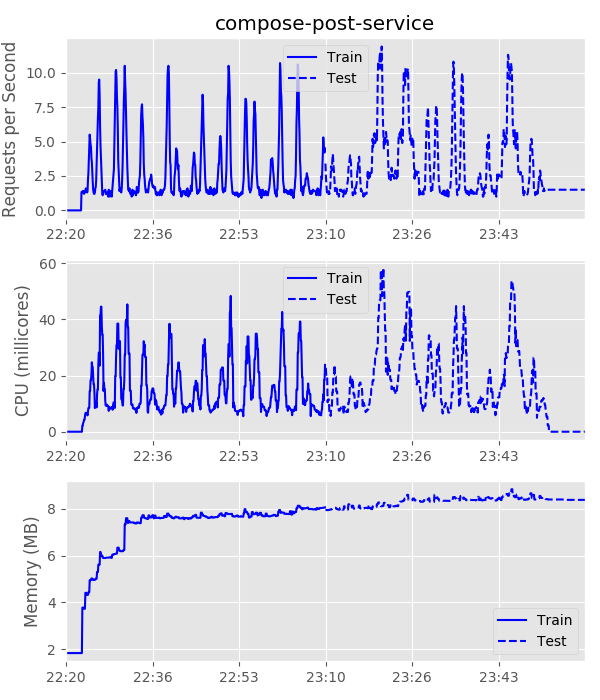 compose-post-service
Requests per Second
10.0
7.5
5.0
2.5
0.0
Train
Test
22:20 22:36 22:53 23:10 23:26 23:43
CPU (millicores)
60
40
20
0
Train
Test
22:20 22:36 22:53 23:10 23:26 23:43
Memory (MB)
8
6
4
2
Train
Test
22:20 22:36 22:53 23:10 23:26 23:43